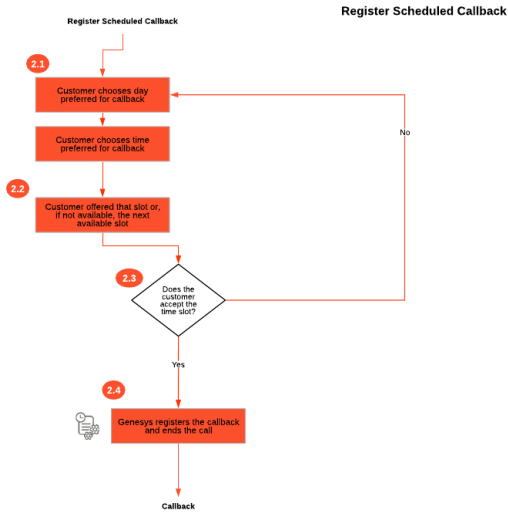 Register Scheduled Callback
Register Scheduled Callback
2.1
Customer chooses day
preferred for callback
No
Customer chooses time
preferred for callback
2.2
Customer offered that slot or,
if not available, the next
available slot
2.3
Does the
customer
accept the
time slot?
Yes
2.4
Genesys registers the callback
and ends the call
Callback